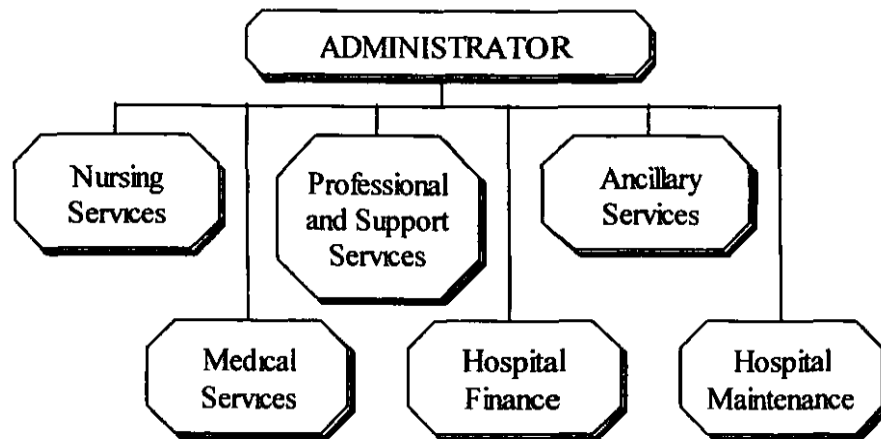 ADMINISTRATOR
Nursing
Services
Professional
and Support
Services
Ancillary
Services
Medical
Services
Hospital
Finance
Hospital
Maintenance